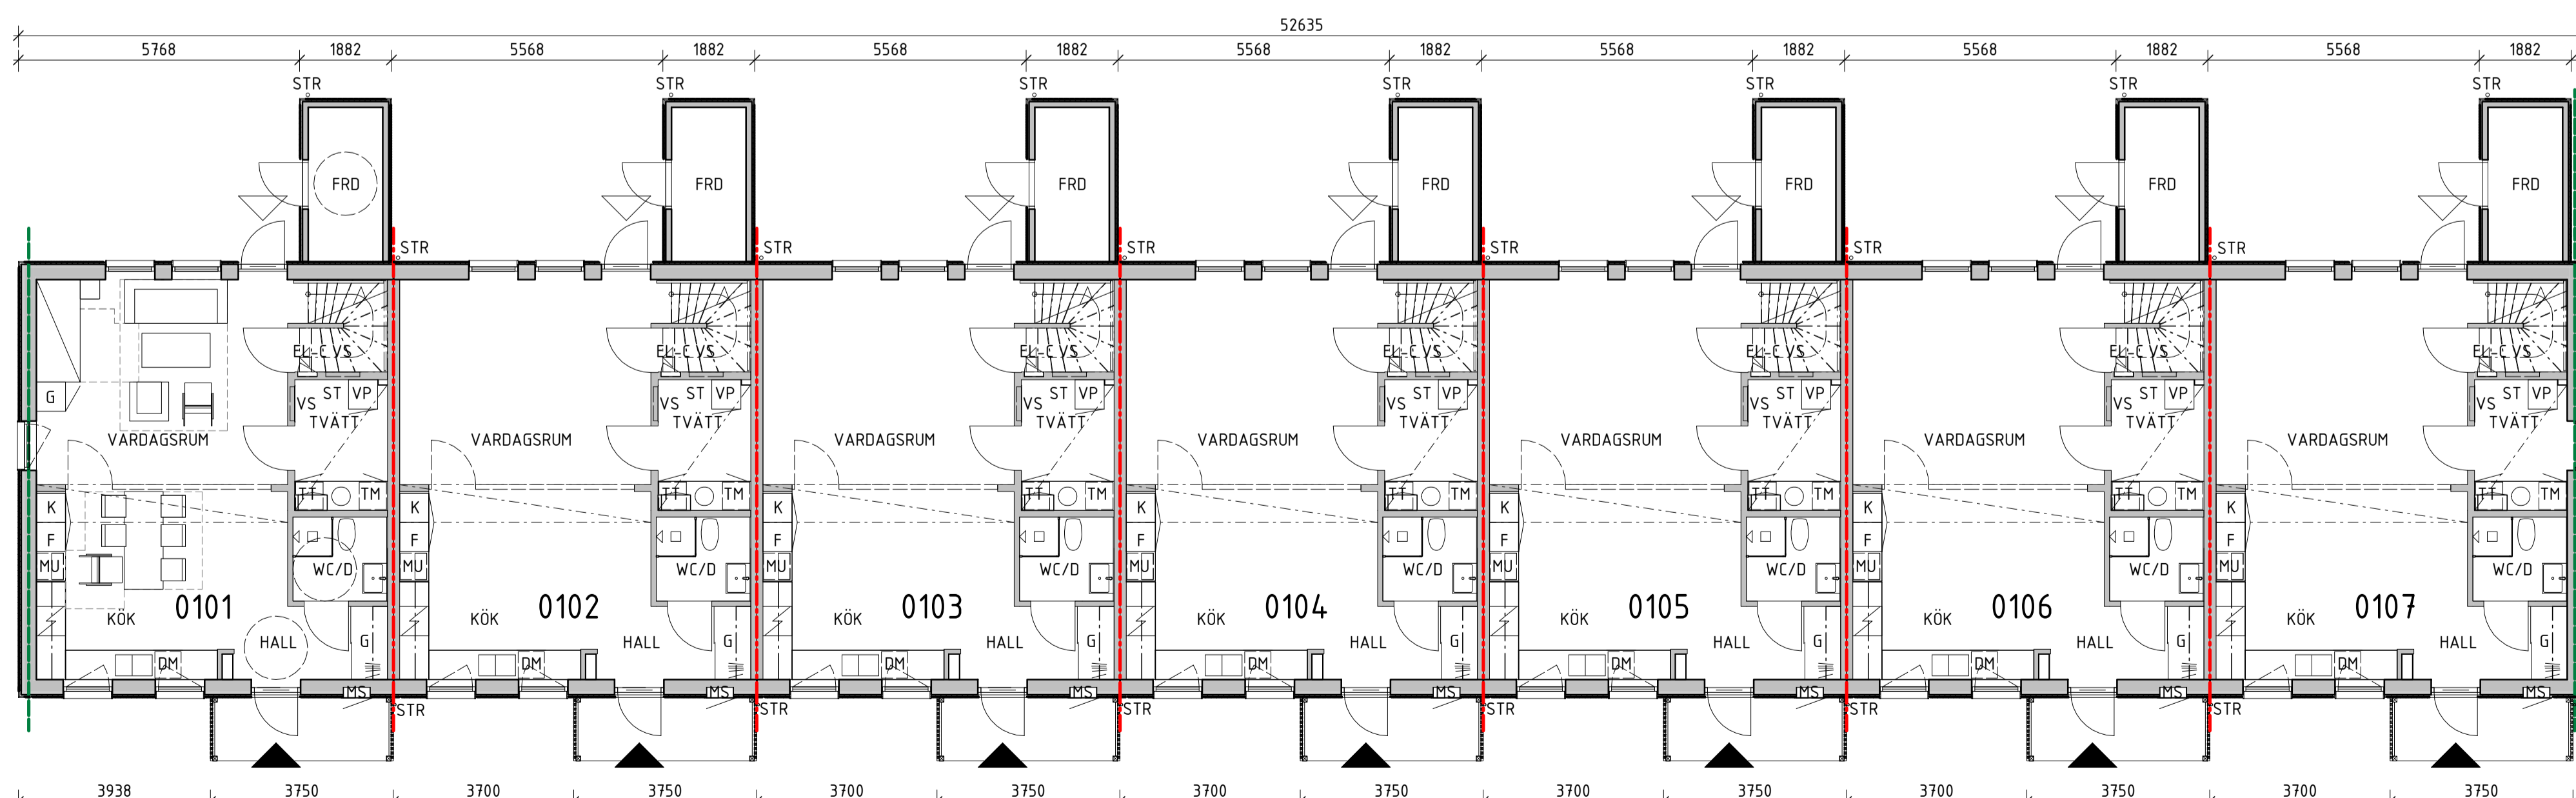 52635
5768 1882 5568 1882 5568 1882 5568 1882 5568 1882 5568 1882 5568 1882
STR STR STR STR STR STR STR
FRD FRD FRD FRD FRD FRD FRD
STR STR STR STR STR STR
EL-C VS EL-C VS EL-C VS EL-C VS EL-C VS EL-C VS EL-C VS
ST VP ST VP ST VP ST VP ST VP ST VP ST VP
G VS VS VS VS VS VS VS
TVÄTT TVÄTT TVÄTT TVÄTT TVÄTT TVÄTT TVÄTT
VARDAGSRUM VARDAGSRUM VARDAGSRUM VARDAGSRUM VARDAGSRUM VARDAGSRUM VARDAGSRUM
TT TM TT TM TT TM TT TM TT TM TT TM TT TM
K K K K K K K
F F F F F F F
MU WC/D MU WC/D MU WC/D MU WC/D MU WC/D MU WC/D MU WC/D
0101 0102 0103 0104 0105 0106 0107
KÖK KÖK KÖK KÖK KÖK KÖK KÖK
HALL G HALL G HALL G HALL G HALL G HALL G HALL G
DM DM DM DM DM DM DM
MS MS MS MS MS MS MS
STR STR STR STR STR STR
3938 3750 3700 3750 3700 3750 3700 3750 3700 3750 3700 3750 3700 3750